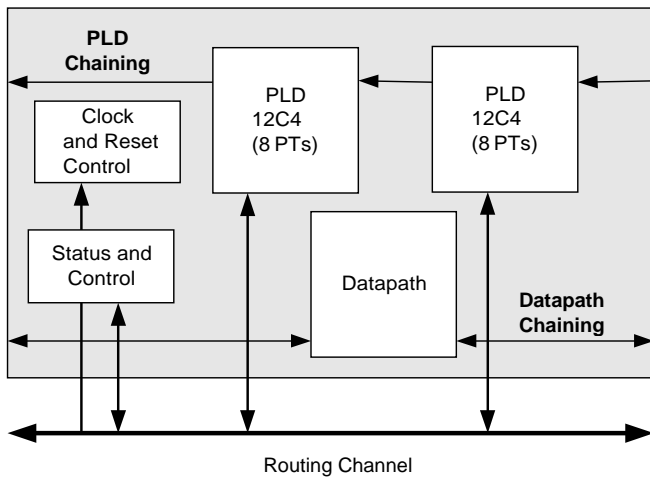 PLD
Chaining
PLD
12C4
(8 PTs)
PLD
12C4
(8 PTs)
Clock
and Reset
Control
Status and
Control
Datapath
Datapath
Chaining
Routing Channel